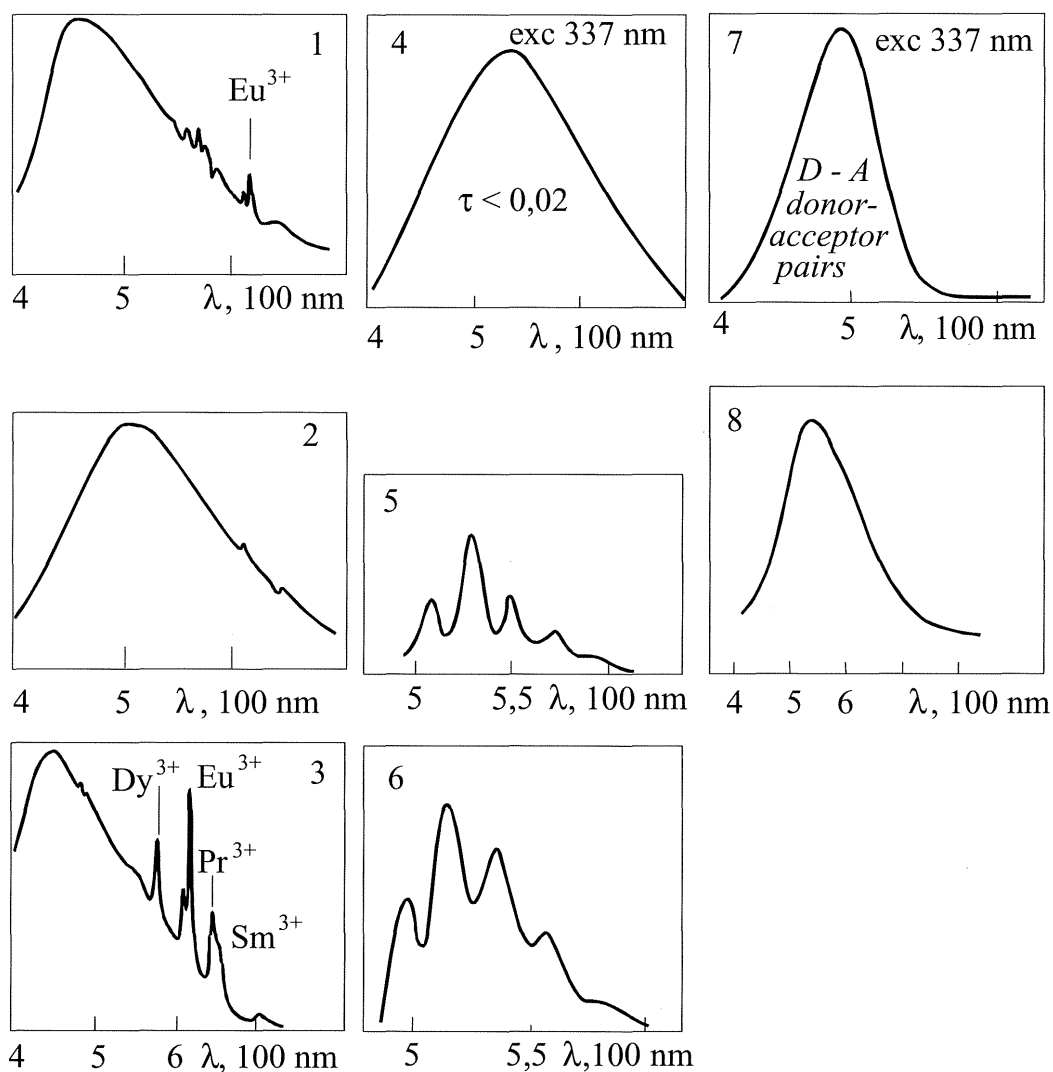 1
Eu³⁺
4 5 λ, 100 nm
4
exc 337 nm
τ < 0,02
4 5 λ, 100 nm
7
exc 337 nm
D - A
donor-
acceptor
pairs
4 5 λ, 100 nm
2
4 5 λ, 100 nm
5
5 5,5 λ, 100 nm
8
4 5 6 λ, 100 nm
3
Dy³⁺
Eu³⁺
Pr³⁺
Sm³⁺
4 5 6 λ, 100 nm
6
5 5,5 λ,100 nm